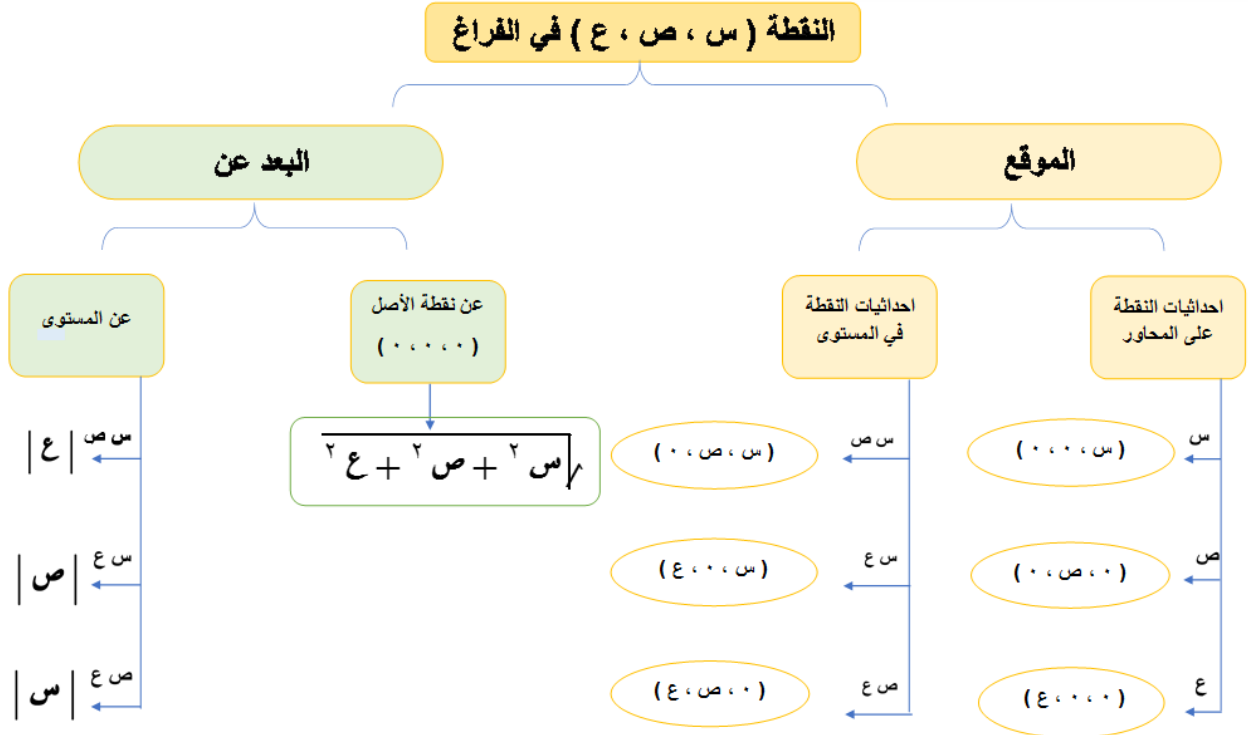 النقطة ( س ، ص ، ع ) في الفراغ
الموقع
البعد عن
احداثيات النقطة
على المحاور
س
( س ، ٠ ، ٠ )
ص
( ٠ ، ص ، ٠ )
ع
( ٠ ، ٠ ، ع )
احداثيات النقطة
في المستوى
س ص
( س ، ص ، ٠ )
س ع
( س ، ٠ ، ع )
ص ع
( ٠ ، ص ، ع )
عن نقطة الأصل
( ٠ ، ٠ ، ٠ )
√س ٢ + ص ٢ + ع ٢
عن المستوى
س ص
| ع |
س ع
| ص |
ص ع
| س |